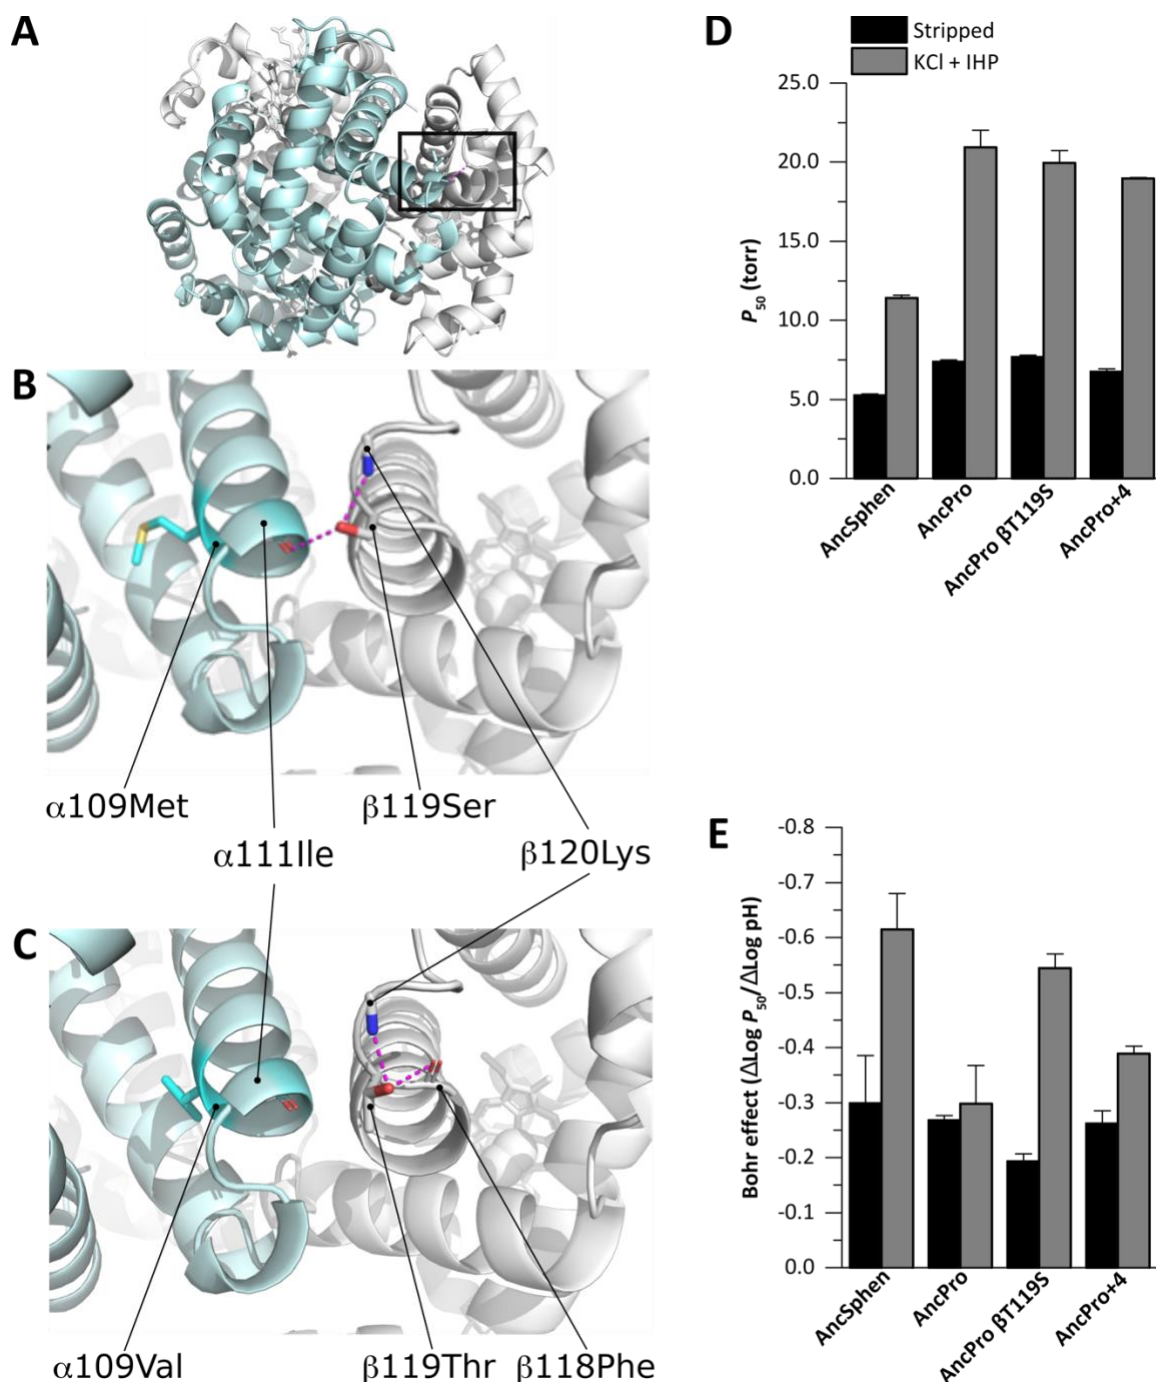 A
B
α109Met
β119Ser
α111Ile
β120Lys
C
α109Val
β119Thr
β118Phe
D
Stripped
KCl + IHP
25.0
20.0
15.0
10.0
5.0
0.0
P50 (torr)
AncSphen
AncPro
AncPro βT119S
AncPro+4
E
-0.8
-0.7
-0.6
-0.5
-0.4
-0.3
-0.2
-0.1
0.0
Bohr effect (ΔLog P50/ΔLog pH)
AncSphen
AncPro
AncPro βT119S
AncPro+4